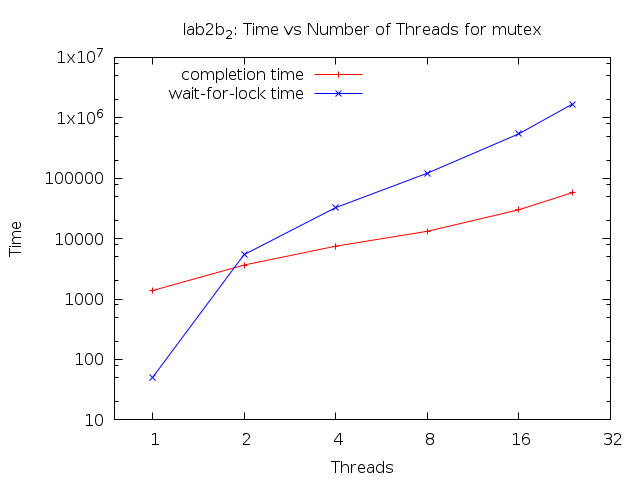 lab2b₂: Time vs Number of Threads for mutex
completion time
wait-for-lock time
1x10⁷
1x10⁶
100000
10000
1000
100
10
Time
1 2 4 8 16 32
Threads